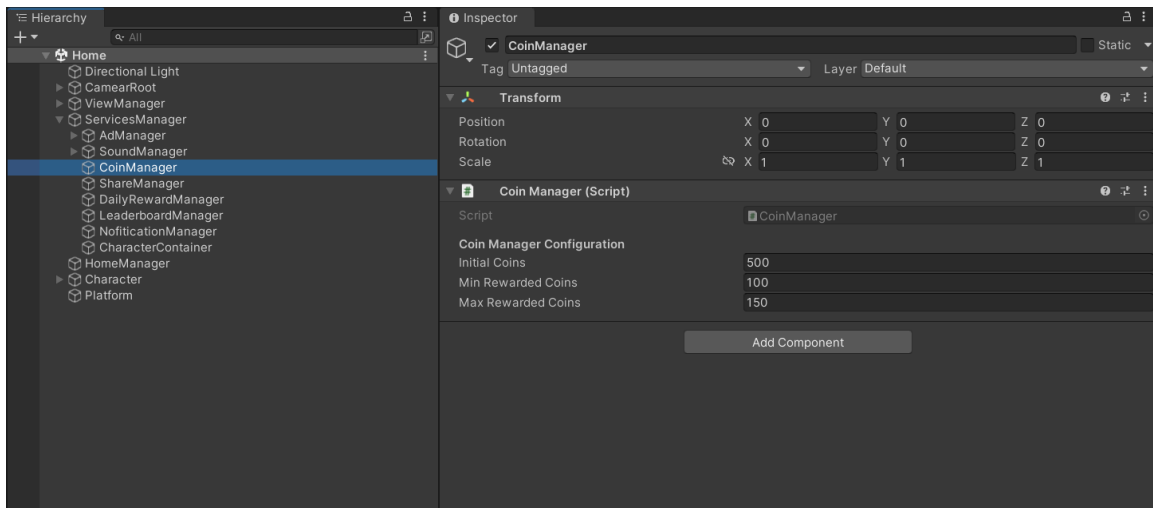 Hierarchy
All
Home
Directional Light
CamearRoot
ViewManager
ServicesManager
AdManager
SoundManager
CoinManager
ShareManager
DailyRewardManager
LeaderboardManager
NofiticationManager
CharacterContainer
HomeManager
Character
Platform
Inspector
CoinManager Static
Tag Untagged Layer Default
Transform
Position X 0 Y 0 Z 0
Rotation X 0 Y 0 Z 0
Scale X 1 Y 1 Z 1
# Coin Manager (Script)
Script # CoinManager
Coin Manager Configuration
Initial Coins 500
Min Rewarded Coins 100
Max Rewarded Coins 150
Add Component